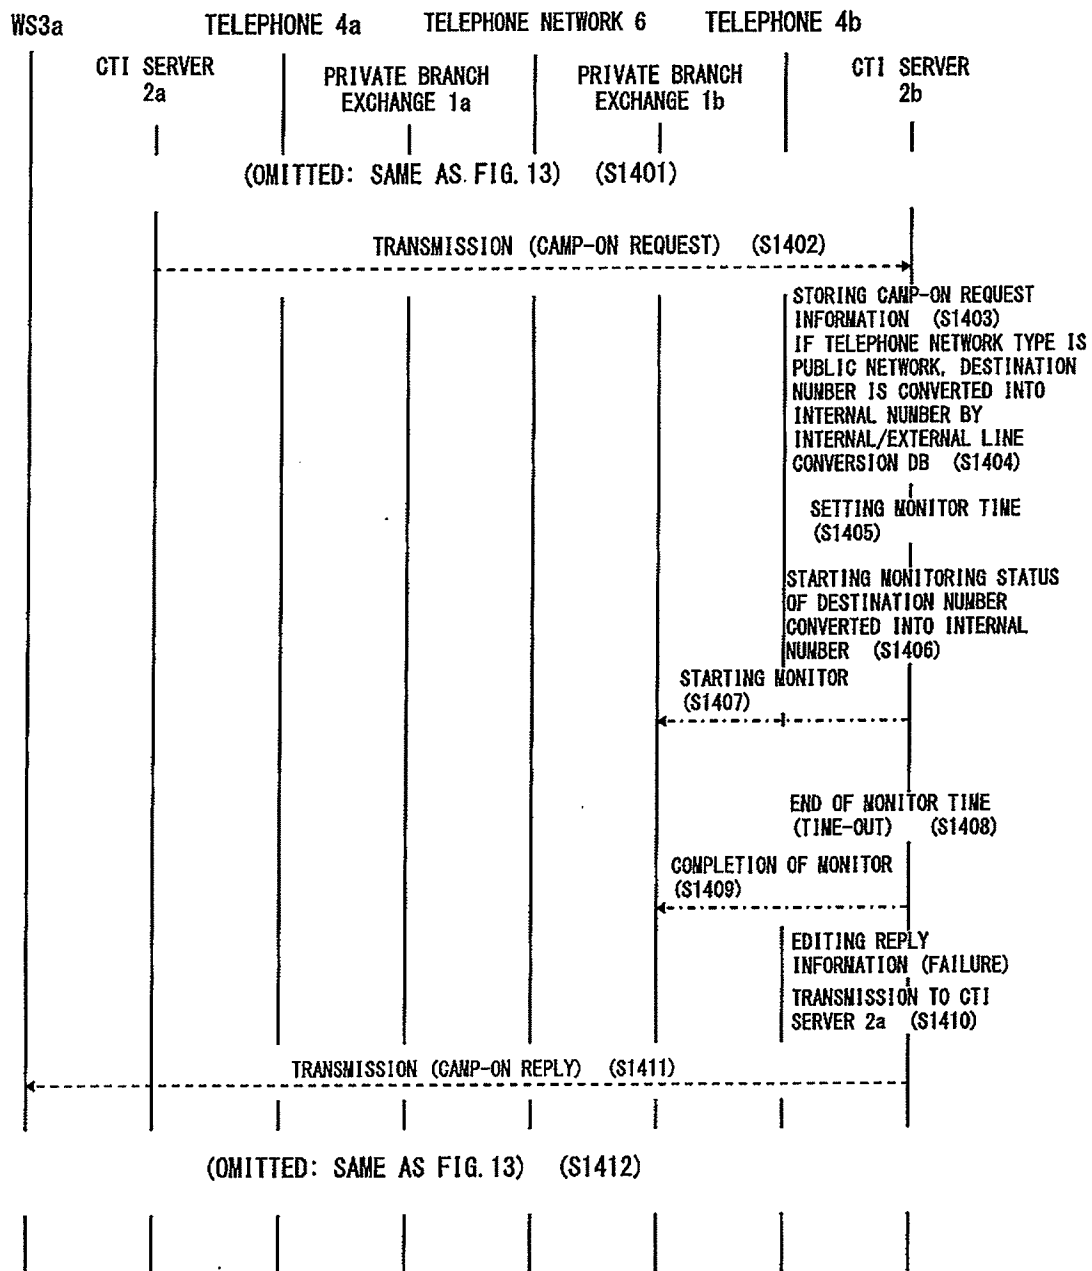 WS3a
TELEPHONE 4a
TELEPHONE NETWORK 6
TELEPHONE 4b
CTI SERVER
2a
PRIVATE BRANCH
EXCHANGE 1a
PRIVATE BRANCH
EXCHANGE 1b
CTI SERVER
2b
(OMITTED: SAME AS FIG. 13) (S1401)
TRANSMISSION (CAMP-ON REQUEST) (S1402)
STORING CAMP-ON REQUEST
INFORMATION (S1403)
IF TELEPHONE NETWORK TYPE IS
PUBLIC NETWORK, DESTINATION
NUMBER IS CONVERTED INTO
INTERNAL NUMBER BY
INTERNAL/EXTERNAL LINE
CONVERSION DB (S1404)
SETTING MONITOR TIME
(S1405)
STARTING MONITORING STATUS
OF DESTINATION NUMBER
CONVERTED INTO INTERNAL
NUMBER (S1406)
STARTING MONITOR
(S1407)
END OF MONITOR TIME
(TIME-OUT) (S1408)
COMPLETION OF MONITOR
(S1409)
EDITING REPLY
INFORMATION (FAILURE)
TRANSMISSION TO CTI
SERVER 2a (S1410)
TRANSMISSION (CAMP-ON REPLY) (S1411)
(OMITTED: SAME AS FIG. 13) (S1412)